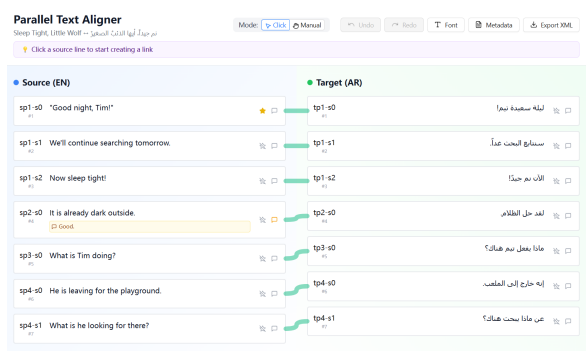 Parallel Text Aligner
Sleep Tight, Little Wolf ↔ نم جيداً، أيها الذئبُ الصغيرُ
Mode: Click Manual
Undo Redo Font Metadata Export XML
Click a source line to start creating a link
Source (EN)
sp1-s0 "Good night, Tim!"
#1
sp1-s1 We'll continue searching tomorrow.
#2
sp1-s2 Now sleep tight!
#3
sp2-s0 It is already dark outside.
#4
Good.
sp3-s0 What is Tim doing?
#5
sp4-s0 He is leaving for the playground.
#6
sp4-s1 What is he looking for there?
#7
Target (AR)
tp1-s0 ليلة سعيدة تيم!
#1
tp1-s1 سنتابع البحث غداً.
#2
tp1-s2 الآن نم جيدًا!
#3
tp2-s0 لقد حل الظلام.
#4
tp3-s0 ماذا يفعل تيم هناك؟
#5
tp4-s0 إنه خارج إلى الملعب.
#6
tp4-s1 عن ماذا يبحث هناك؟
#7